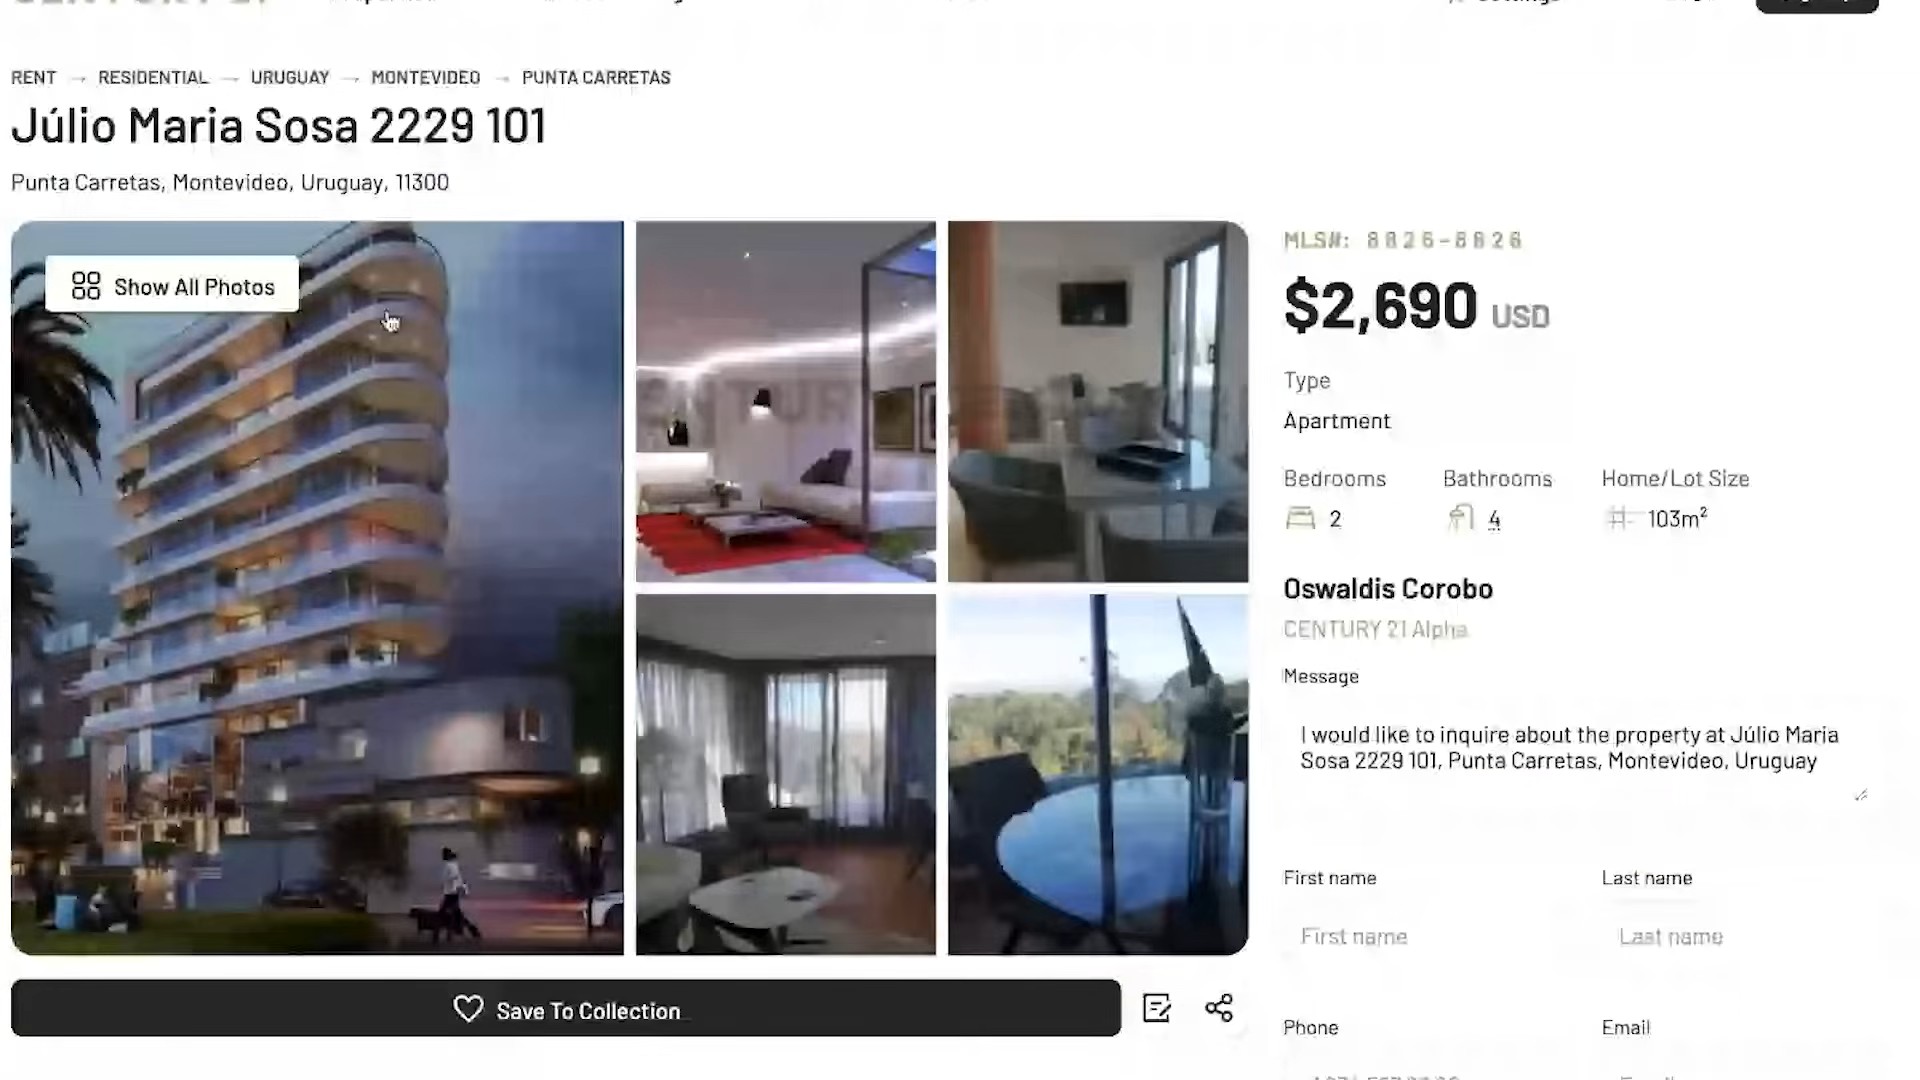 RENT → RESIDENTIAL → URUGUAY → MONTEVIDEO → PUNTA CARRETAS
Júlio Maria Sosa 2229 101
Punta Carretas, Montevideo, Uruguay, 11300
Show All Photos
MLS#: 8826-8826
$2,690 USD
Type
Apartment
Bedrooms Bathrooms Home/Lot Size
2 4 103m²
Oswaldis Corobo
CENTURY 21 Alpha
Message
I would like to inquire about the property at Júlio Maria
Sosa 2229 101, Punta Carretas, Montevideo, Uruguay
First name Last name
First name Last name
Save To Collection
Phone Email